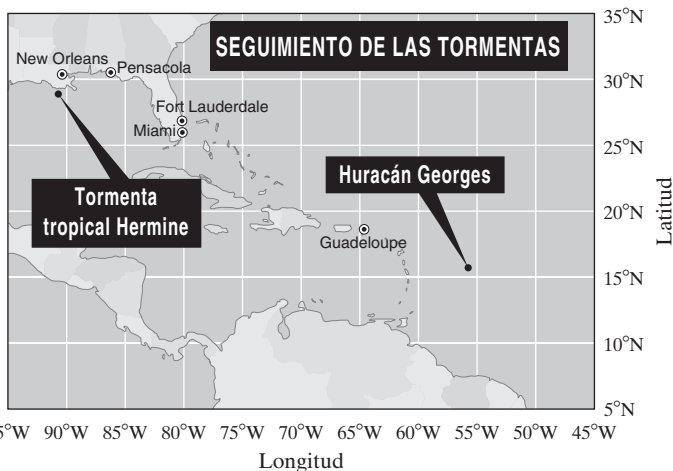 SEGUIMIENTO DE LAS TORMENTAS
35°N
New Orleans
Pensacola
30°N
Fort Lauderdale
Miami
25°N
Huracán Georges
Tormenta
tropical Hermine
20°N
Guadeloupe
15°N
10°N
5°N
Latitud
5°W 90°W 85°W 80°W 75°W 70°W 65°W 60°W 55°W 50°W 45°W
Longitud